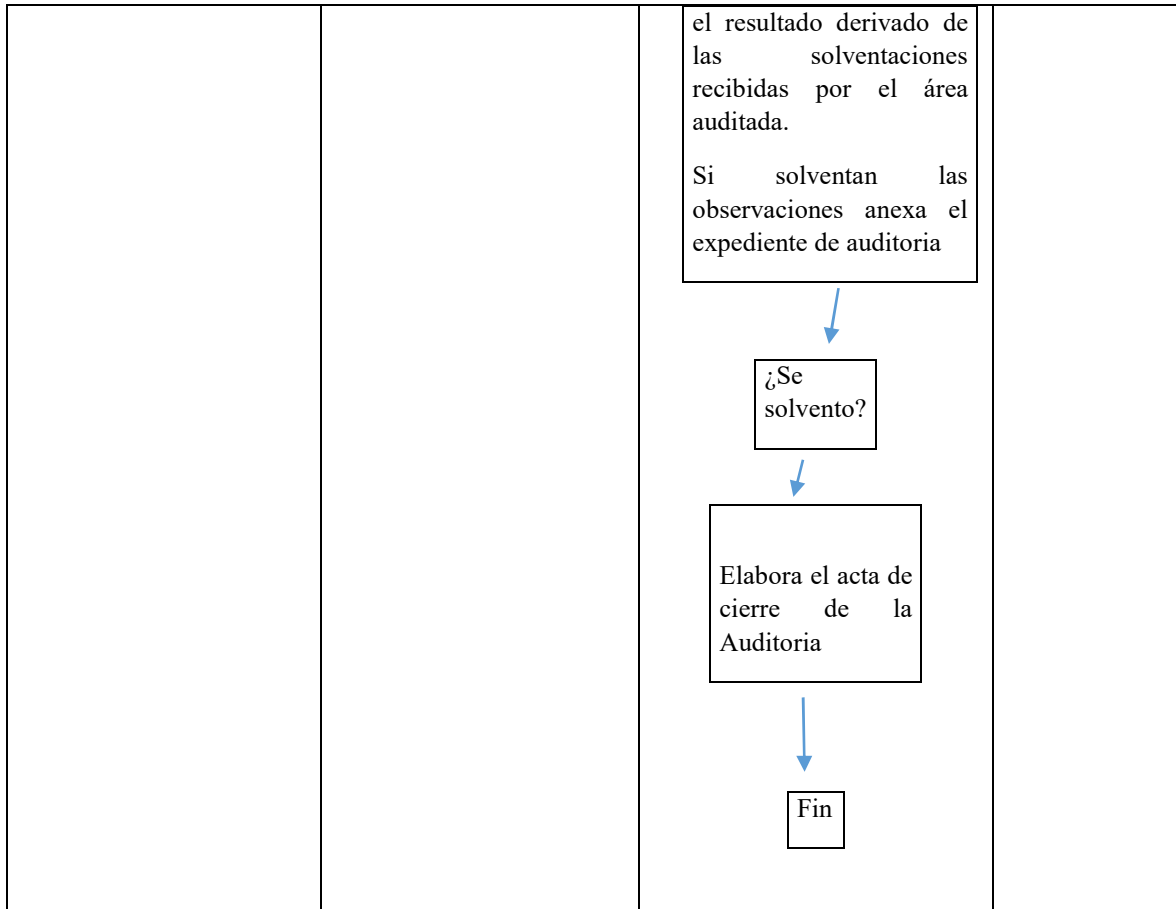 el resultado derivado de
las solventaciones
recibidas por el área
auditada.
Si solventan las
observaciones anexa el
expediente de auditoria
¿Se
solvento?
Elabora el acta de
cierre de la
Auditoria
Fin